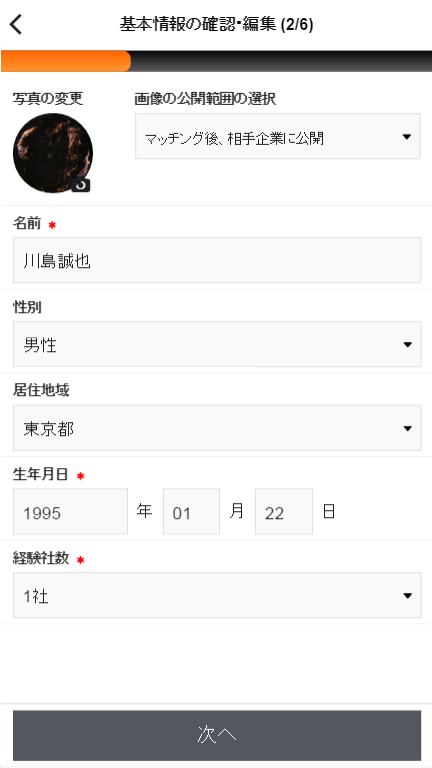 基本情報の確認・編集 (2/6)
写真の変更
画像の公開範囲の選択
マッチング後、相手企業に公開
名前 *
川島誠也
性別
男性
居住地域
東京都
生年月日 *
1995 年 01 月 22 日
経験社数 *
1社
次へ